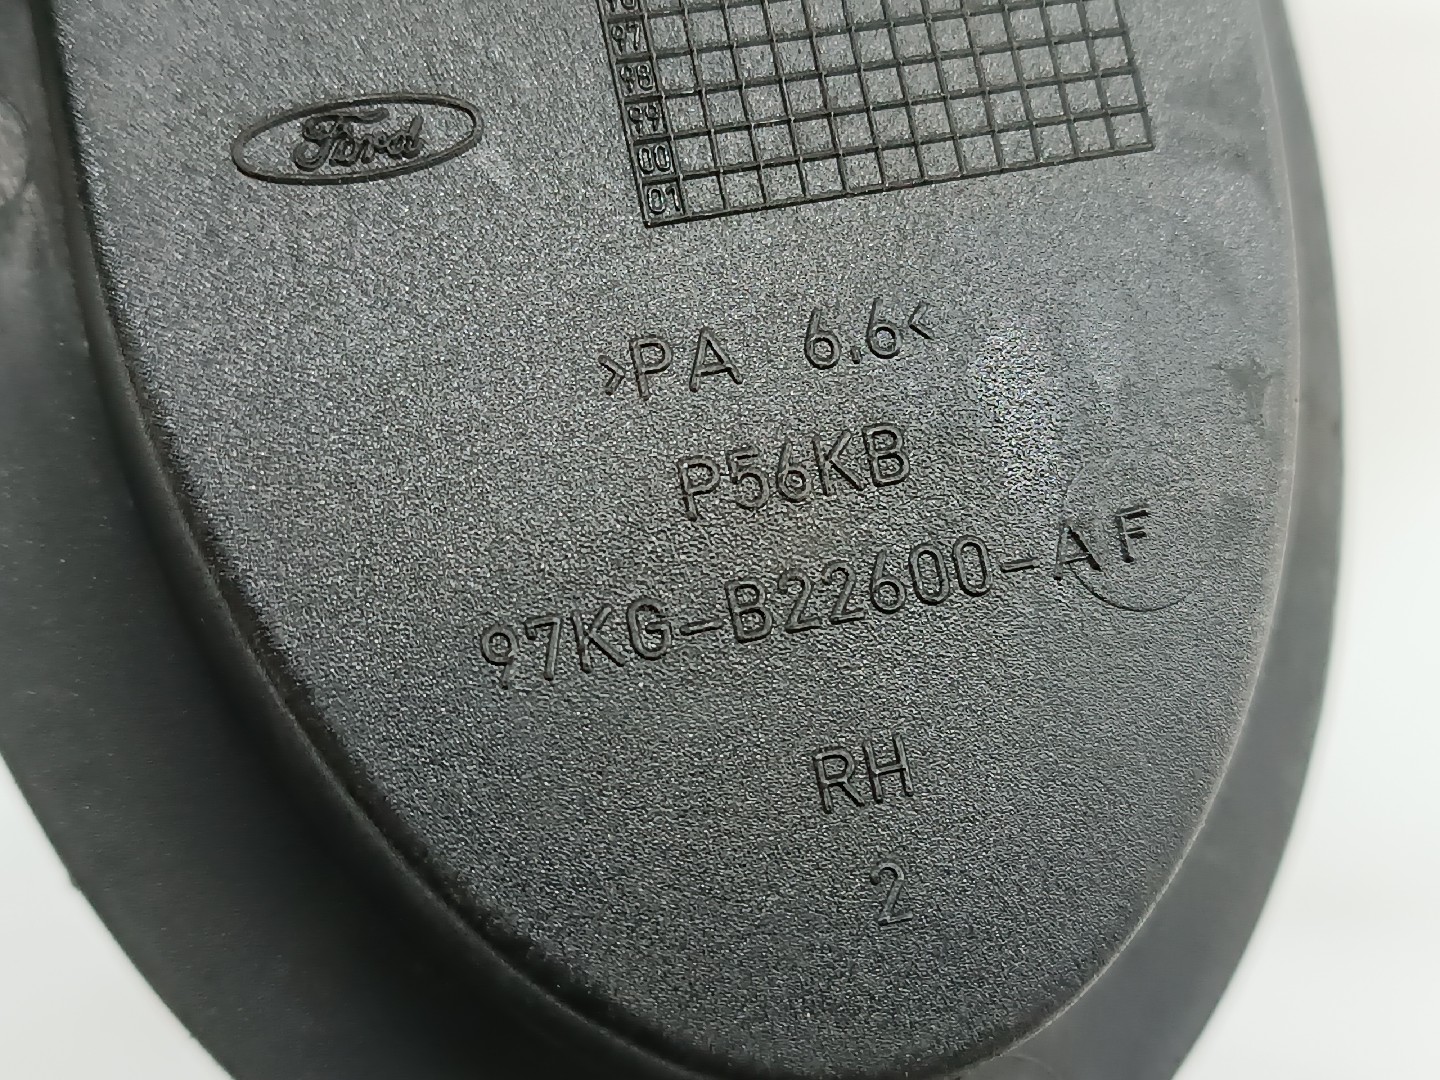 Ford
97
98
99
00
01
>PA 6.6<
P56KB
97KG-B22600-AF
RH
2